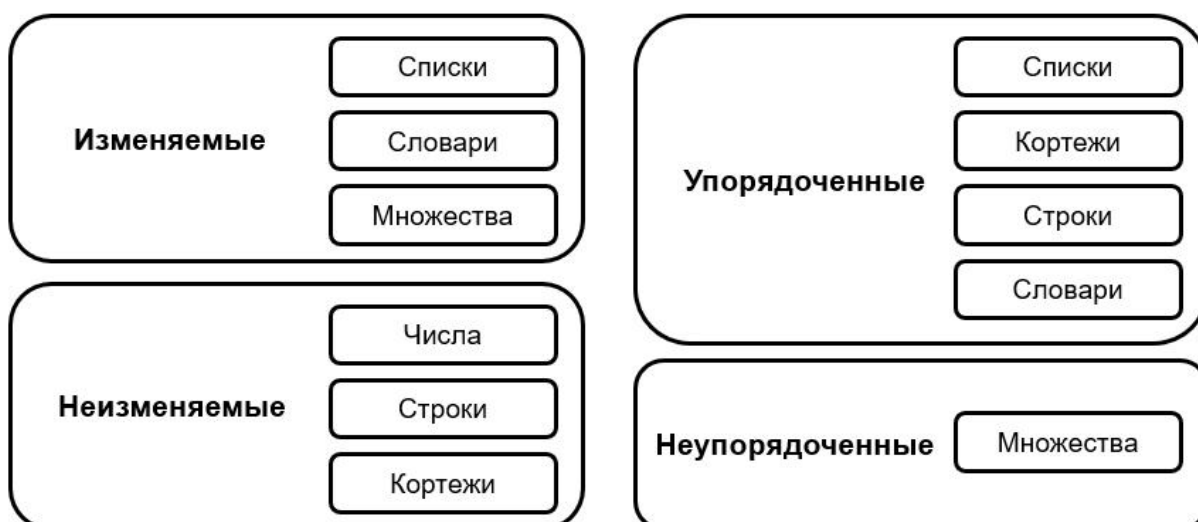 Изменяемые
Списки
Словари
Множества
Неизменяемые
Числа
Строки
Кортежи
Упорядоченные
Списки
Кортежи
Строки
Словари
Неупорядоченные
Множества